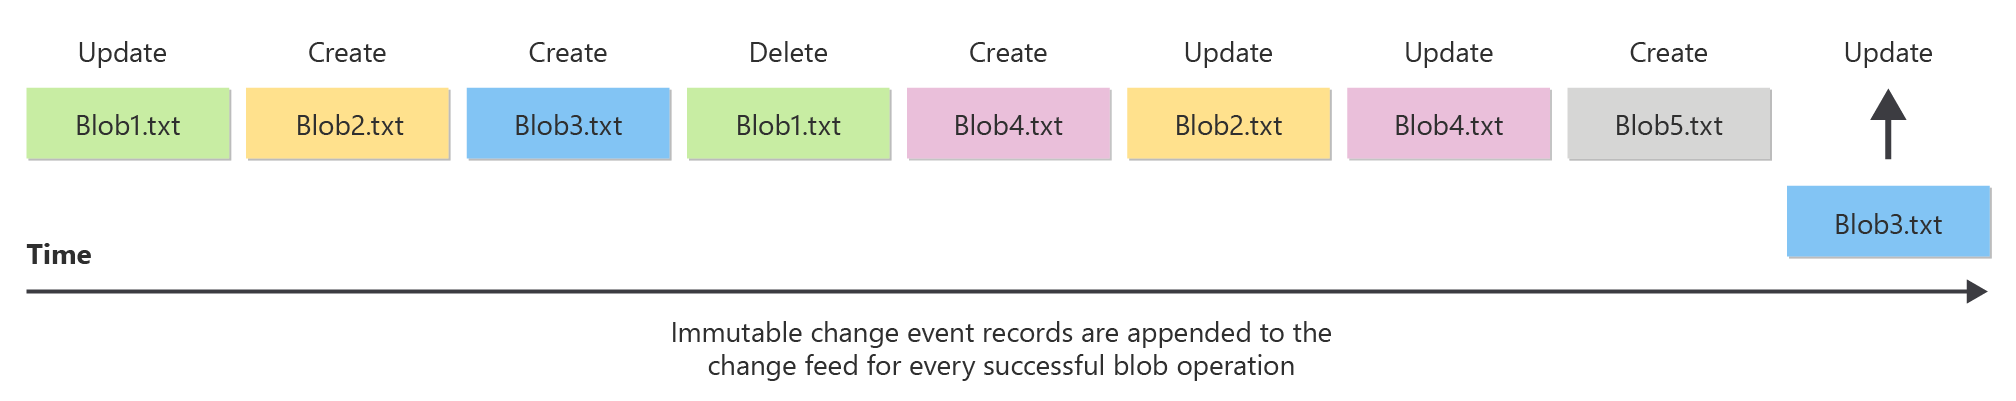 Update Create Create Delete Create Update Update Create Update
Blob1.txt Blob2.txt Blob3.txt Blob1.txt Blob4.txt Blob2.txt Blob4.txt Blob5.txt
Blob3.txt
Time
Immutable change event records are appended to the
change feed for every successful blob operation